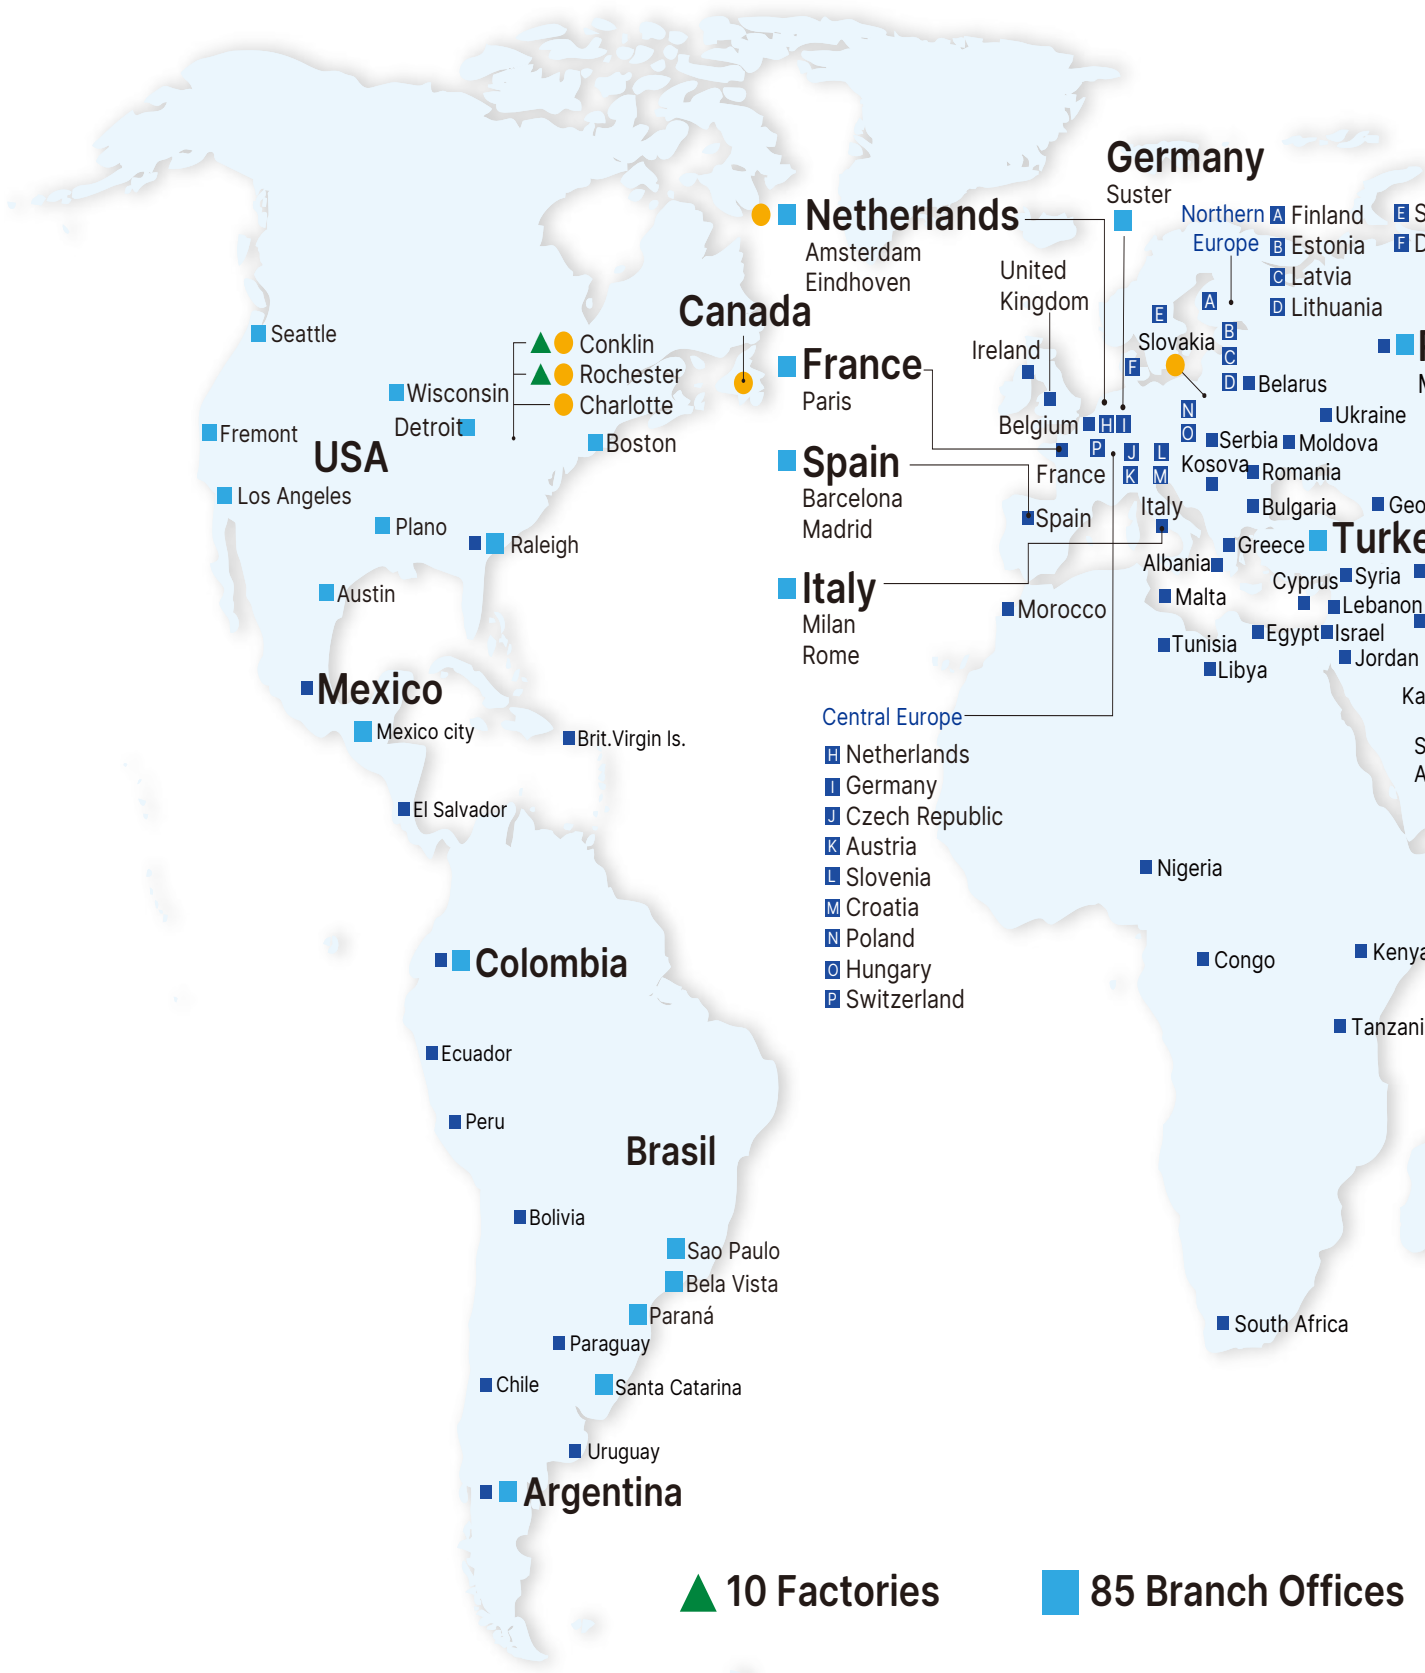 Germany
Suster
Netherlands
Amsterdam
Eindhoven
Northern
Europe
A Finland
B Estonia
C Latvia
D Lithuania
E
F
United
Kingdom
Ireland
Canada
Seattle
Conklin
Rochester
Charlotte
Wisconsin
Detroit
Fremont
USA
Boston
Los Angeles
Plano
Raleigh
Austin
France
Paris
Spain
Barcelona
Madrid
Italy
Milan
Rome
A
E
B
Slovakia
C
F
D
Belarus
N
Ukraine
Belgium
H I
O
Serbia
Moldova
P
J
L
France
K
M
Kosova
Romania
Italy
Bulgaria
Spain
Greece
Albania
Cyprus
Syria
Malta
Lebanon
Morocco
Egypt
Israel
Tunisia
Jordan
Libya
Mexico
Mexico city
Brit.Virgin Is.
El Salvador
Central Europe
H Netherlands
I Germany
J Czech Republic
K Austria
L Slovenia
M Croatia
N Poland
O Hungary
P Switzerland
Nigeria
Congo
Colombia
Ecuador
Peru
Brasil
Bolivia
Sao Paulo
Bela Vista
Paraná
Paraguay
Chile
Santa Catarina
Uruguay
Argentina
South Africa
10 Factories
85 Branch Offices